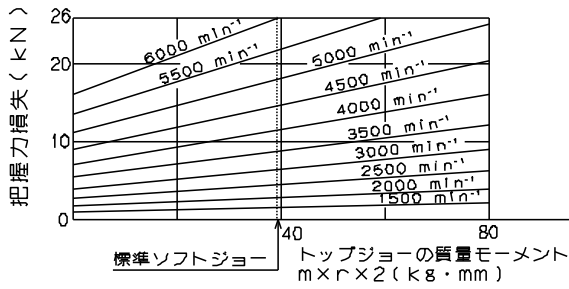 把握力損失(kN)
26
20
10
0
6000 min⁻¹
5500 min⁻¹
5000 min⁻¹
4500 min⁻¹
4000 min⁻¹
3500 min⁻¹
3000 min⁻¹
2500 min⁻¹
2000 min⁻¹
1500 min⁻¹
40
80
標準ソフトジョー
トップジョーの質量モーメント
m×r×2(kg・mm)